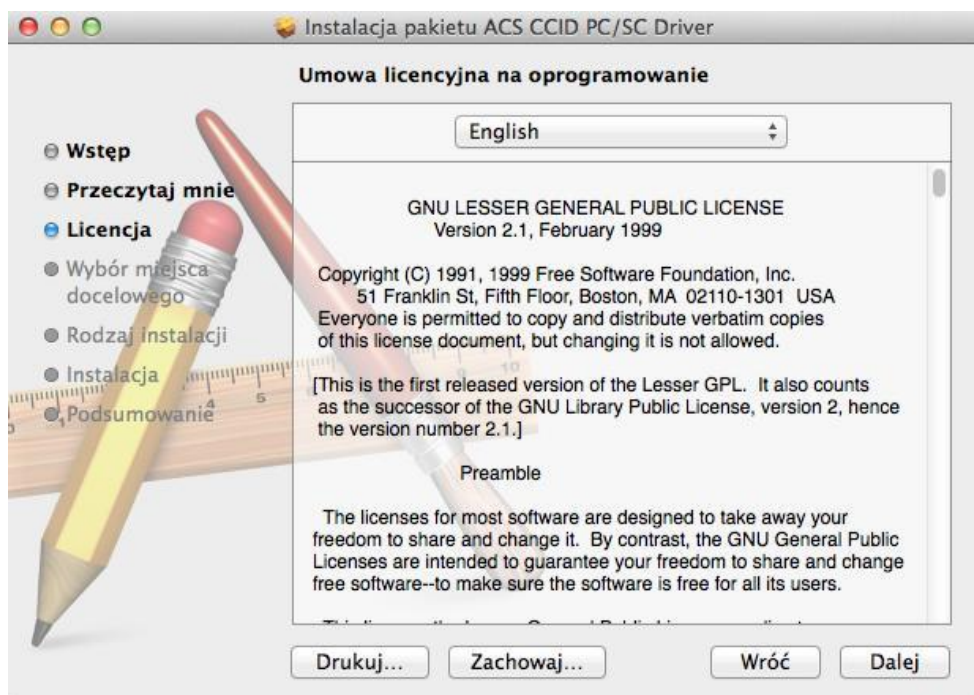 Instalacja pakietu ACS CCID PC/SC Driver
Umowa licencyjna na oprogramowanie
Wstęp
Przeczytaj mnie
Licencja
Wybór miejsca
docelowego
Rodzaj instalacji
Instalacja
Podsumowanie
English
GNU LESSER GENERAL PUBLIC LICENSE
Version 2.1, February 1999
Copyright (C) 1991, 1999 Free Software Foundation, Inc.
51 Franklin St, Fifth Floor, Boston, MA 02110-1301 USA
Everyone is permitted to copy and distribute verbatim copies
of this license document, but changing it is not allowed.
[This is the first released version of the Lesser GPL. It also counts
as the successor of the GNU Library Public License, version 2, hence
the version number 2.1.]
Preamble
The licenses for most software are designed to take away your
freedom to share and change it. By contrast, the GNU General Public
Licenses are intended to guarantee your freedom to share and change
free software--to make sure the software is free for all its users.
Drukuj...
Zachowaj...
Wróć
Dalej